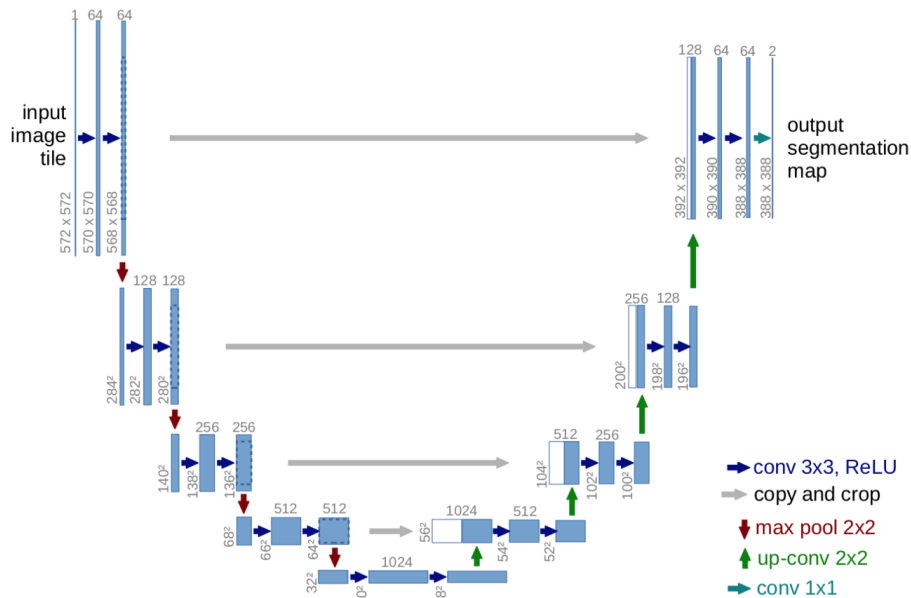 1 64 64
input
image
tile
572 x 572
570 x 570
568 x 568
128 64 64 2
392 x 392
390 x 390
388 x 388
388 x 388
output
segmentation
map
128 128
284²
282²
280²
256 128
200²
198²
196²
256 256
140²
138²
136²
512 256
104²
102²
100²
512 512
68²
66²
64²
1024 512
56²
54²
52²
1024
32²
0²
8²
conv 3x3, ReLU
copy and crop
max pool 2x2
up-conv 2x2
conv 1x1